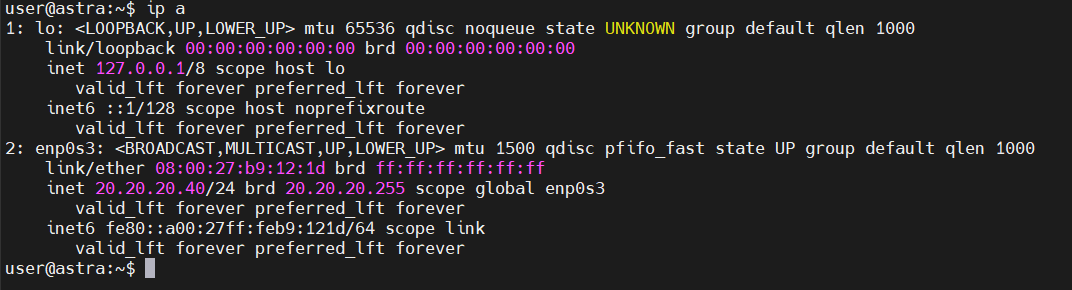 user@astra:~$ ip a
1: lo: <LOOPBACK,UP,LOWER_UP> mtu 65536 qdisc noqueue state UNKNOWN group default qlen 1000
    link/loopback 00:00:00:00:00:00 brd 00:00:00:00:00:00
    inet 127.0.0.1/8 scope host lo
       valid_lft forever preferred_lft forever
    inet6 ::1/128 scope host noprefixroute
       valid_lft forever preferred_lft forever
2: enp0s3: <BROADCAST,MULTICAST,UP,LOWER_UP> mtu 1500 qdisc pfifo_fast state UP group default qlen 1000
    link/ether 08:00:27:b9:12:1d brd ff:ff:ff:ff:ff:ff
    inet 20.20.20.40/24 brd 20.20.20.255 scope global enp0s3
       valid_lft forever preferred_lft forever
    inet6 fe80::a00:27ff:feb9:121d/64 scope link
       valid_lft forever preferred_lft forever
user@astra:~$